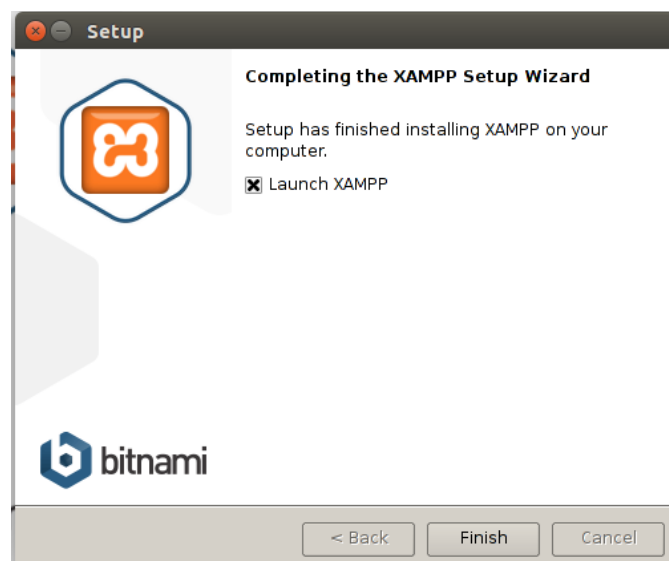 Setup
Completing the XAMPP Setup Wizard
Setup has finished installing XAMPP on your
computer.
Launch XAMPP
bitnami
< Back Finish Cancel